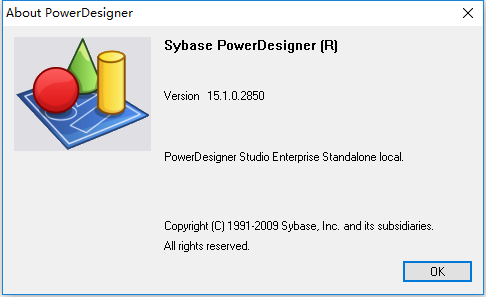 About PowerDesigner
Sybase PowerDesigner (R)
Version 15.1.0.2850
PowerDesigner Studio Enterprise Standalone local.
Copyright (C) 1991-2009 Sybase, Inc. and its subsidiaries.
All rights reserved.
OK